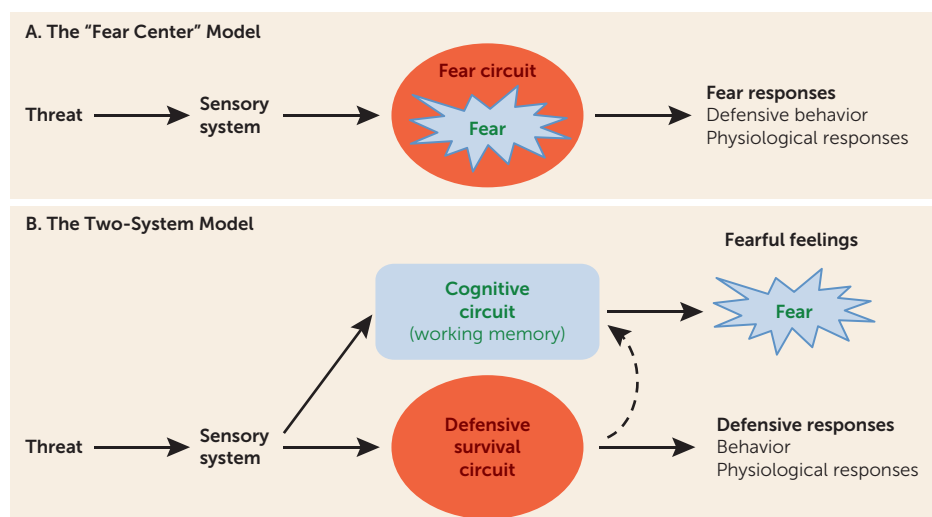 A. The “Fear Center” Model
Threat
Sensory
system
Fear circuit
Fear
Fear responses
Defensive behavior
Physiological responses
B. The Two-System Model
Fearful feelings
Cognitive
circuit
(working memory)
Fear
Threat
Sensory
system
Defensive
survival
circuit
Defensive responses
Behavior
Physiological responses